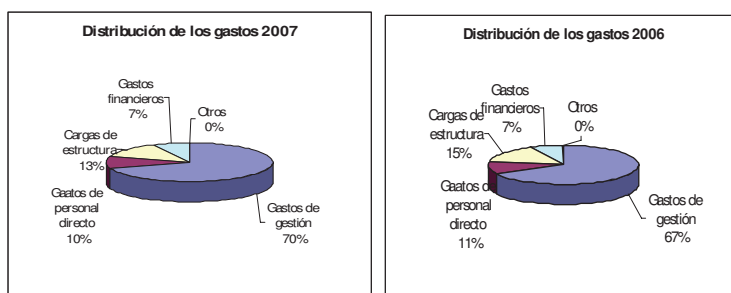 Distribución de los gastos 2007
Gastos
financieros
7%
Otros
0%
Cargas de
estructura
13%
Gaatos de
personal
directo
10%
Gastos de
gestión
70%
Distribución de los gastos 2006
Gastos
financieros
7%
Otros
0%
Cargas de
estructura
15%
Gaatos de
personal
directo
11%
Gastos de
gestión
67%